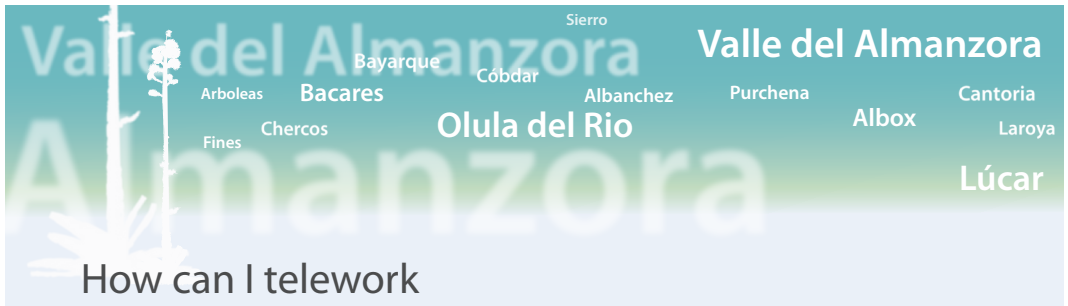 Sierro
Valle del Almanzora
Valle del Almanzora
Bayarque
Cóbdar
Arboleas
Bacares
Albanchez
Purchena
Cantoria
Albox
Olula del Rio
Chercos
Laroya
Fines
Almanzora
Lúcar
How can I telework